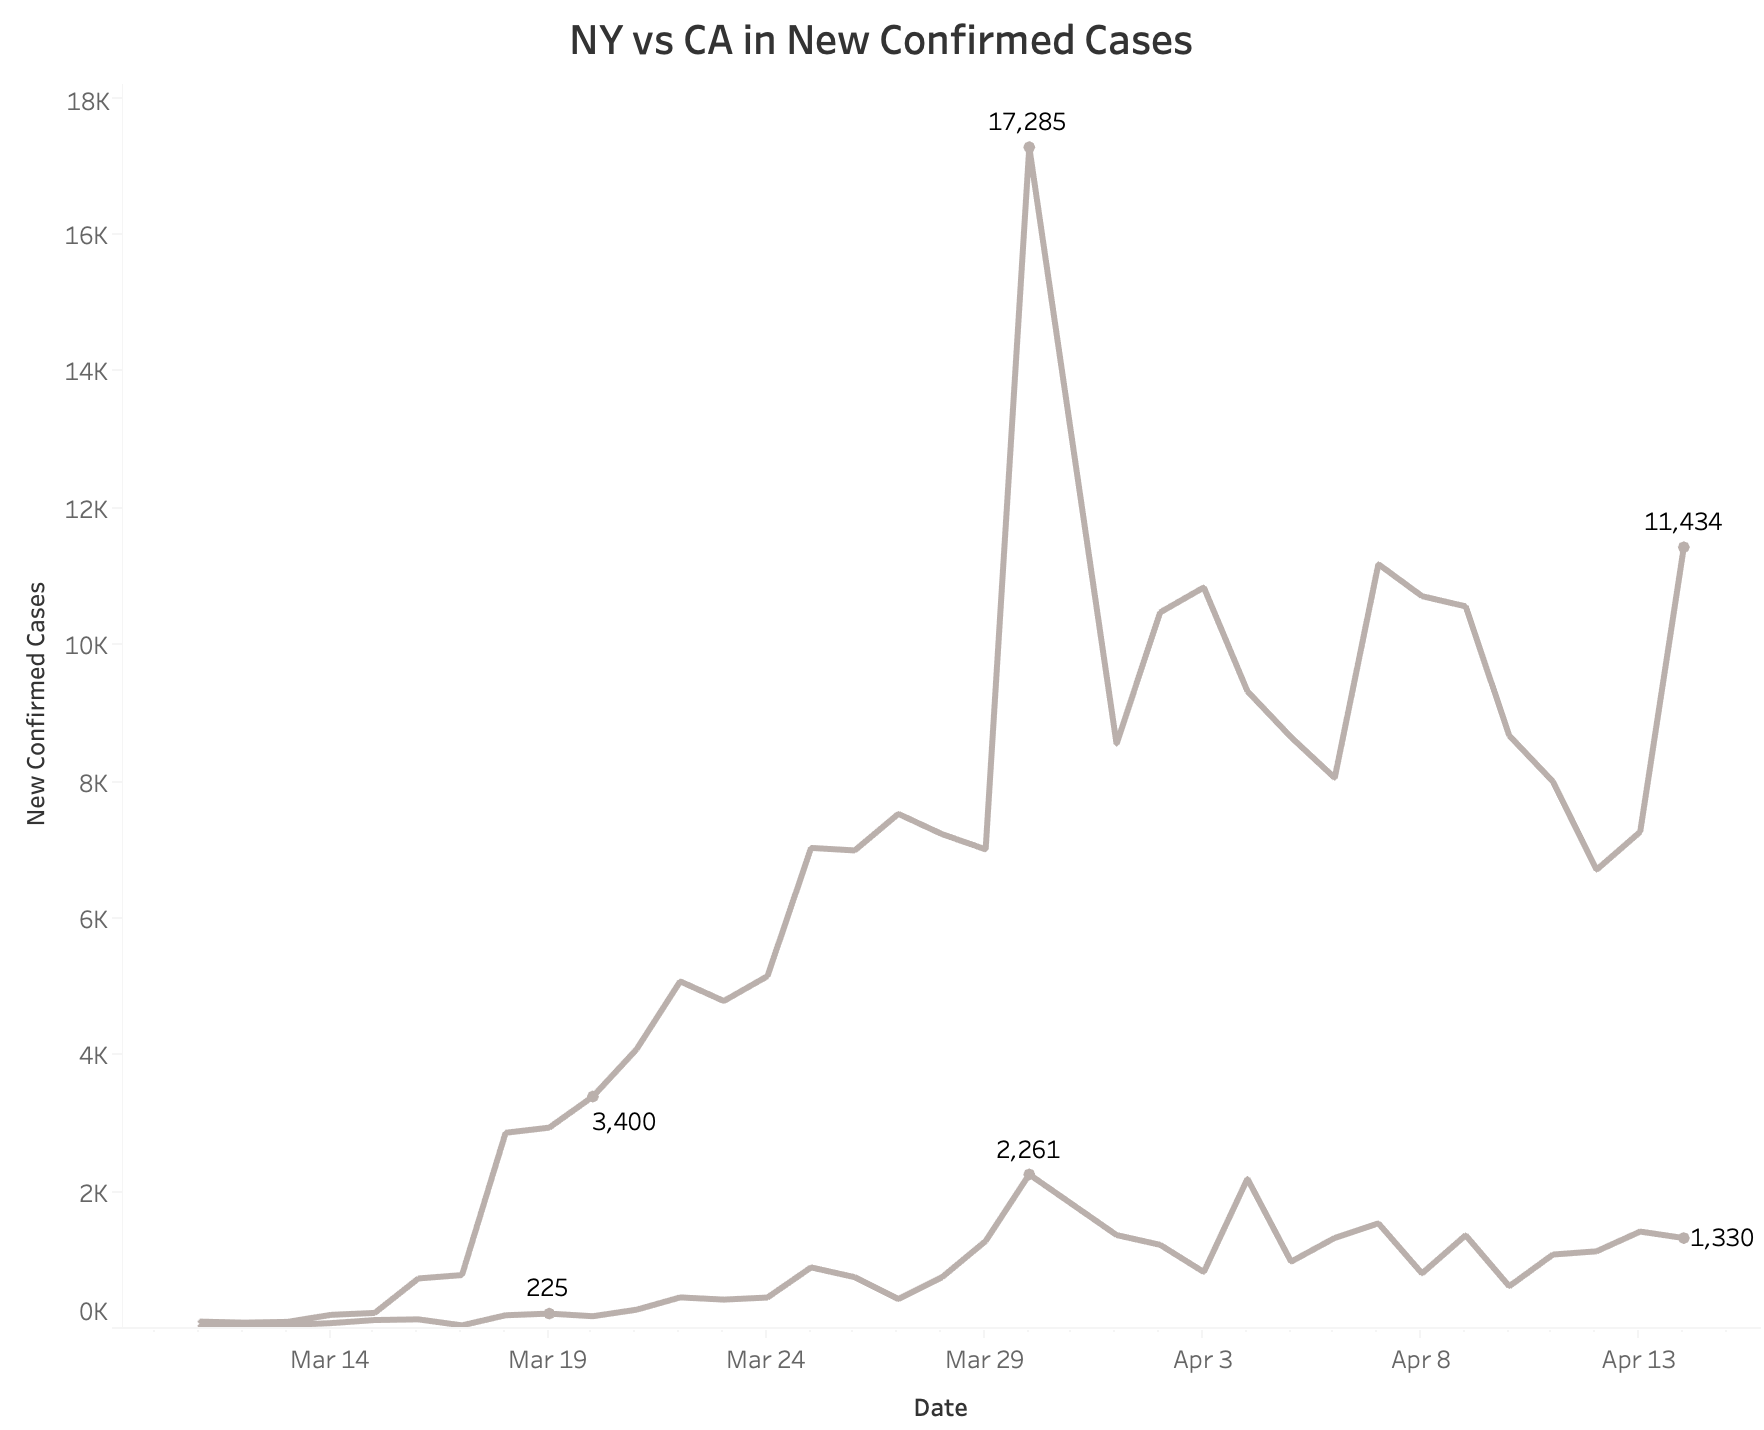 NY vs CA in New Confirmed Cases
18K
17,285
16K
14K
12K
11,434
10K
New Confirmed Cases
8K
6K
4K
3,400
2,261
2K
1,330
225
0K
Mar 14
Mar 19
Mar 24
Mar 29
Apr 3
Apr 8
Apr 13
Date